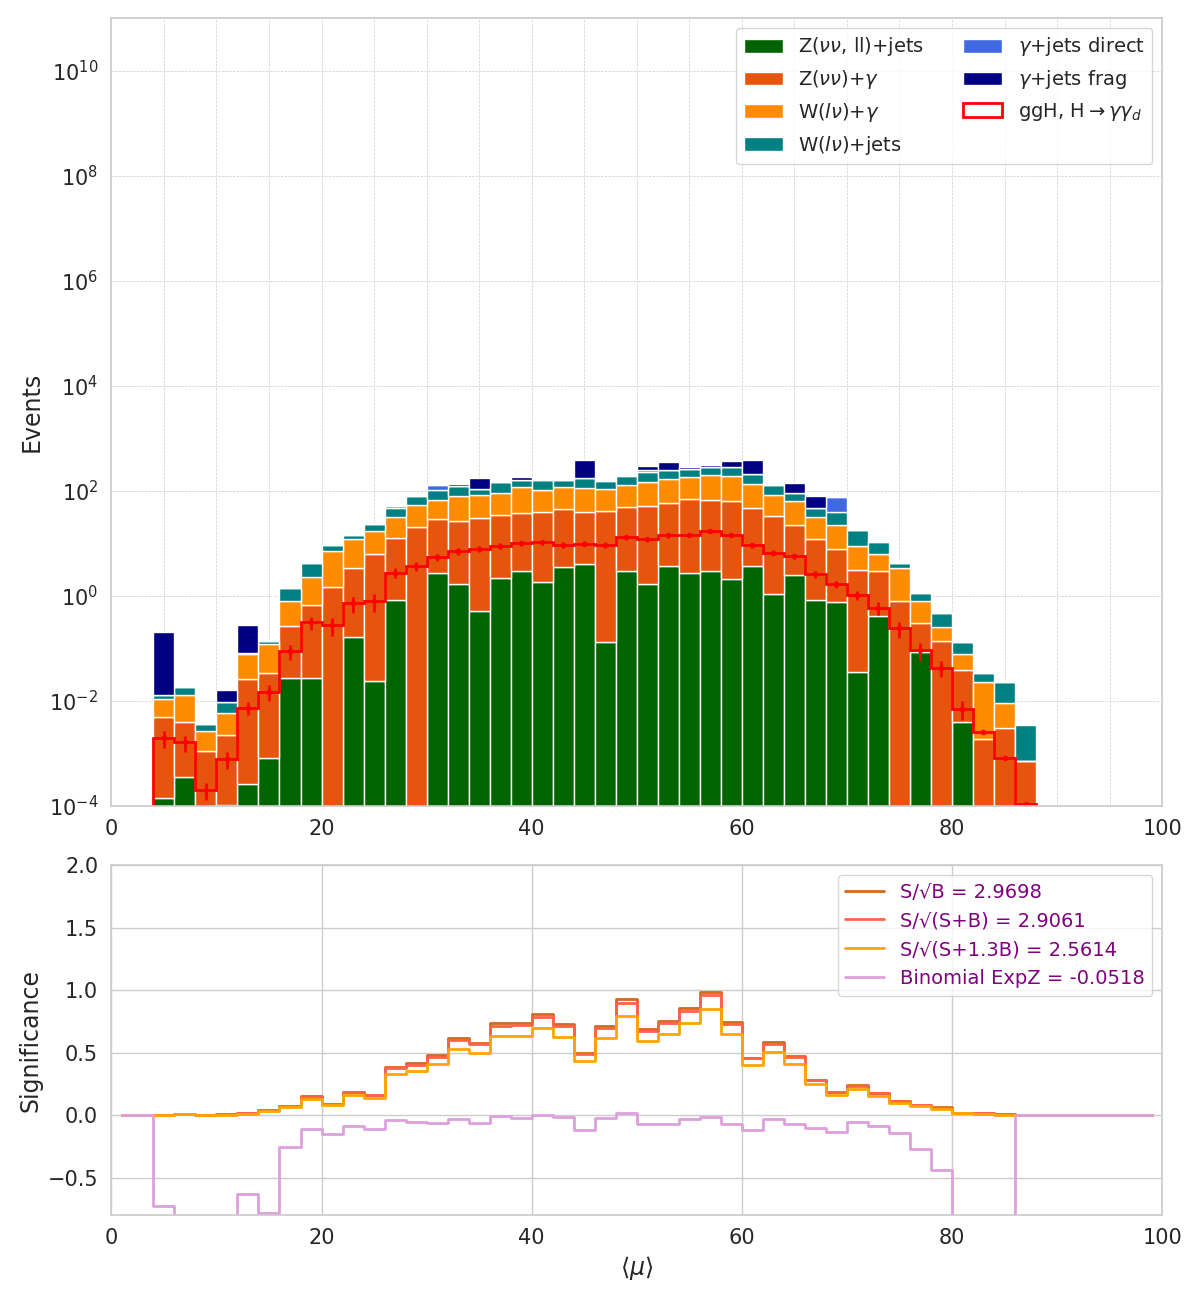 Z(νν, ll)+jets
Z(νν)+γ
W(lν)+γ
W(lν)+jets
γ+jets direct
γ+jets frag
ggH, H→γγ_d
Events
10^10
10^8
10^6
10^4
10^2
10^0
10^−2
10^−4
0 20 40 60 80 100
Significance
2.0
1.5
1.0
0.5
0.0
−0.5
S/√B = 2.9698
S/√(S+B) = 2.9061
S/√(S+1.3B) = 2.5614
Binomial ExpZ = -0.0518
0 20 40 60 80 100
⟨μ⟩